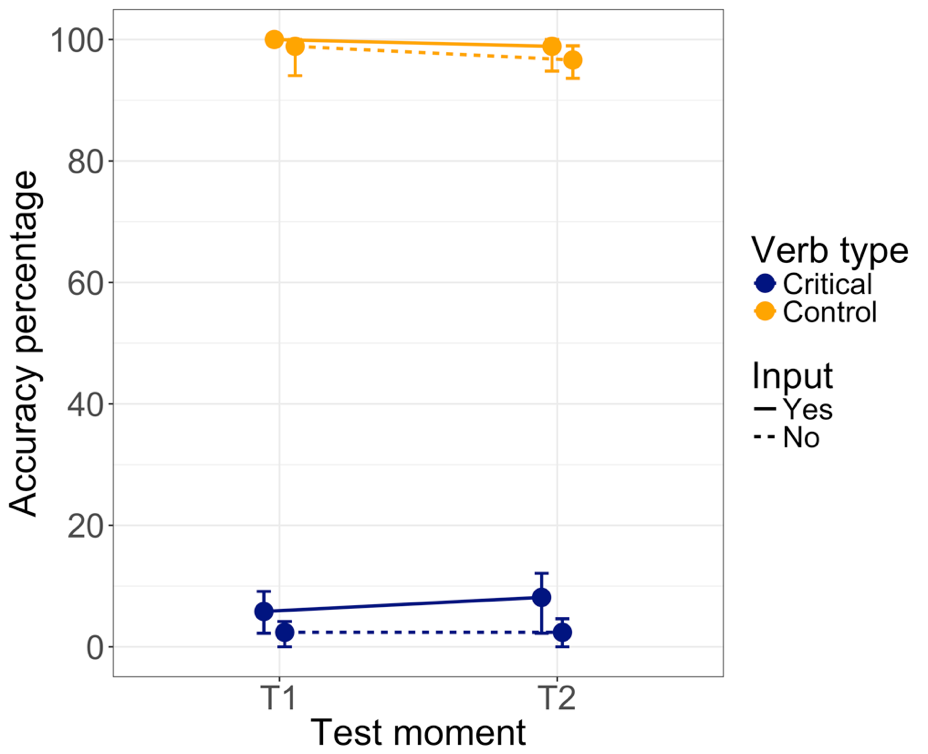 Accuracy percentage
100
80
60
40
20
0
T1 T2
Test moment
Verb type
Critical
Control
Input
Yes
No